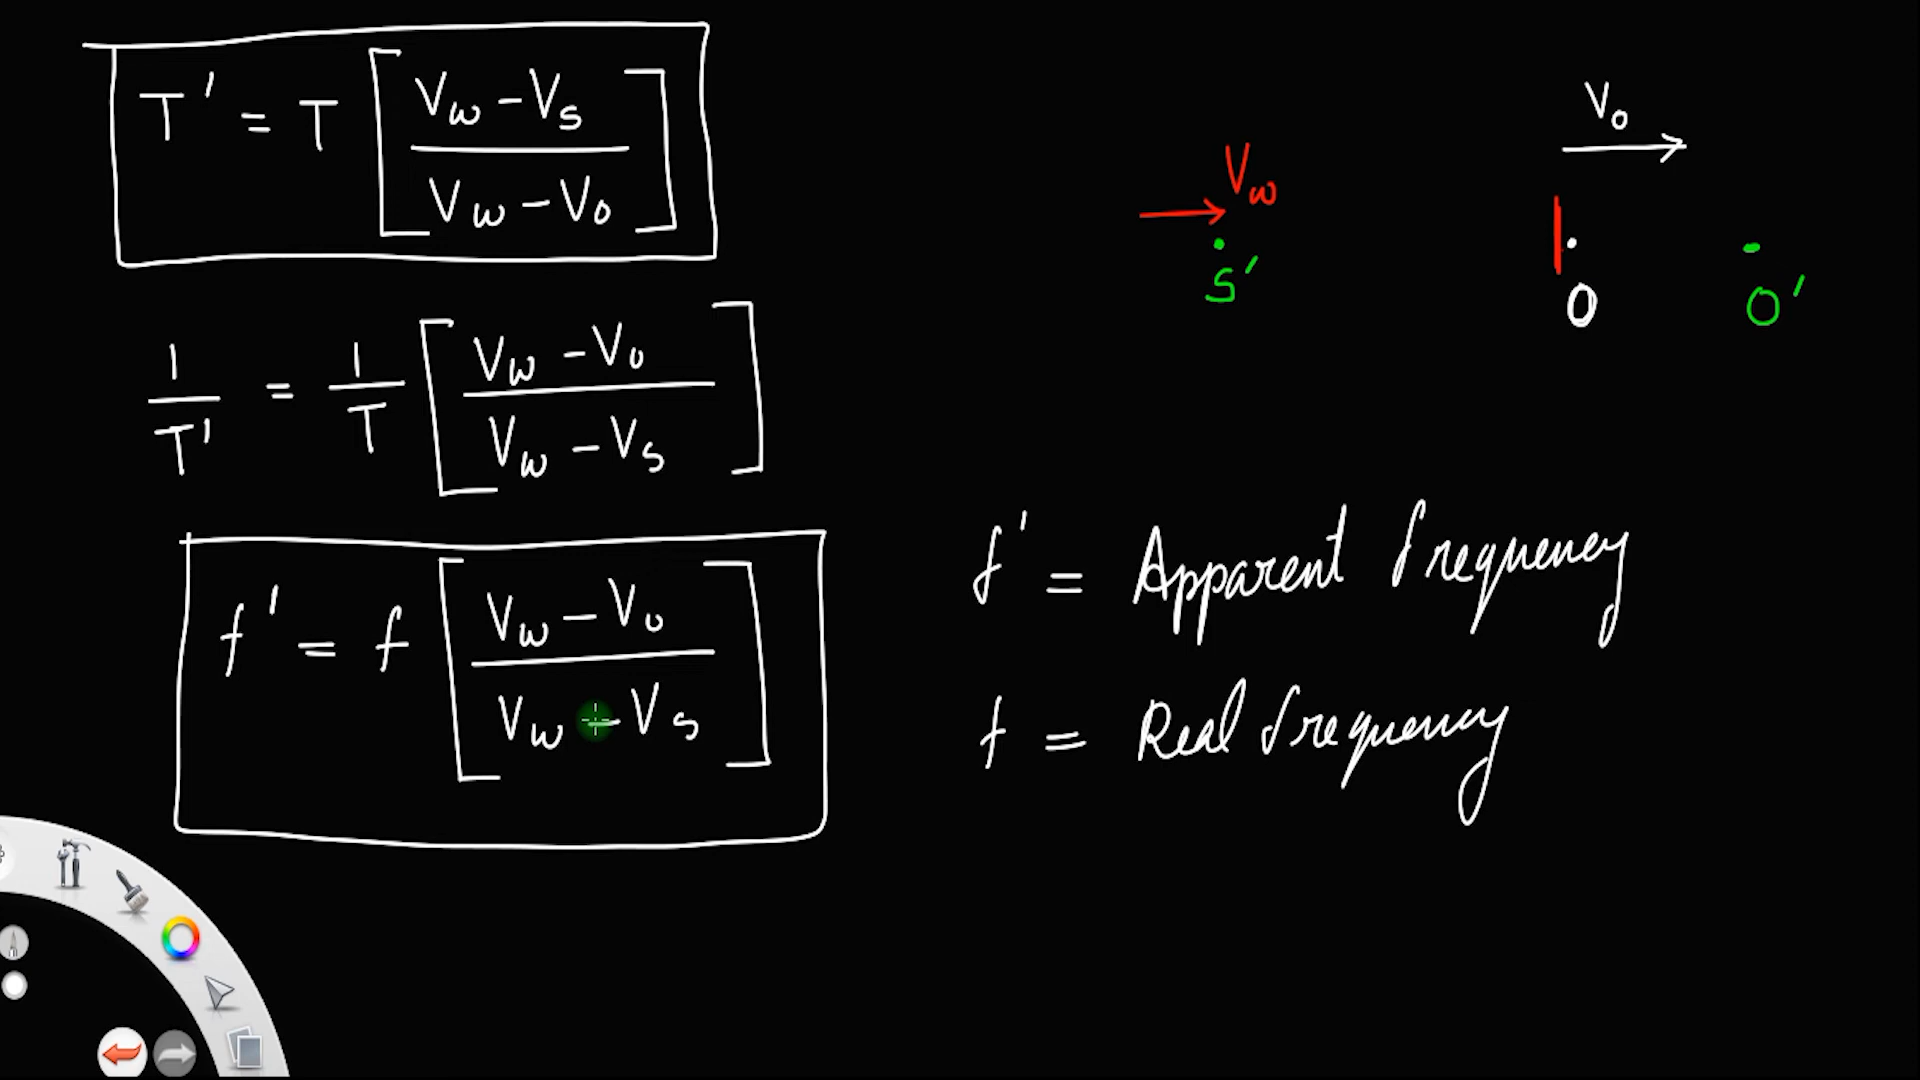 T' = T [ Vw - Vs / Vw - Vo ]
1/T' = 1/T [ Vw - Vo / Vw - Vs ]
f' = f [ Vw - Vo / Vw - Vs ]
Vo
Vw
S'
O
O'
f' = Apparent frequency
f = Real frequency